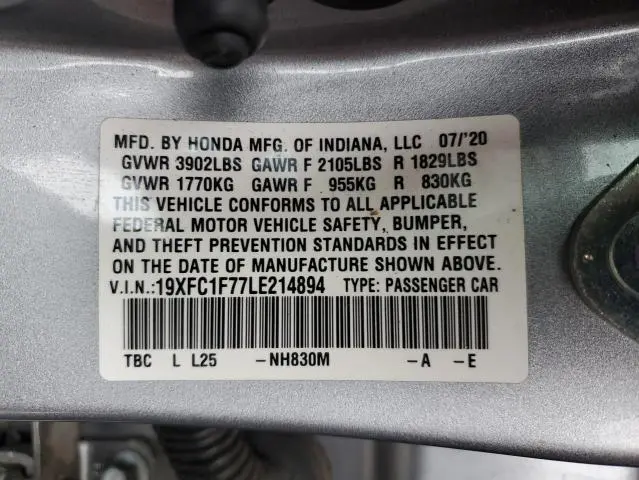 MFD. BY HONDA MFG. OF INDIANA, LLC 07/'20
GVWR 3902LBS GAWR F 2105LBS R 1829LBS
GVWR 1770KG GAWR F 955KG R 830KG
THIS VEHICLE CONFORMS TO ALL APPLICABLE
FEDERAL MOTOR VEHICLE SAFETY, BUMPER,
AND THEFT PREVENTION STANDARDS IN EFFECT
ON THE DATE OF MANUFACTURE SHOWN ABOVE.
V.I.N.:19XFC1F77LE214894 TYPE: PASSENGER CAR
TBC L L25 -NH830M -A -E